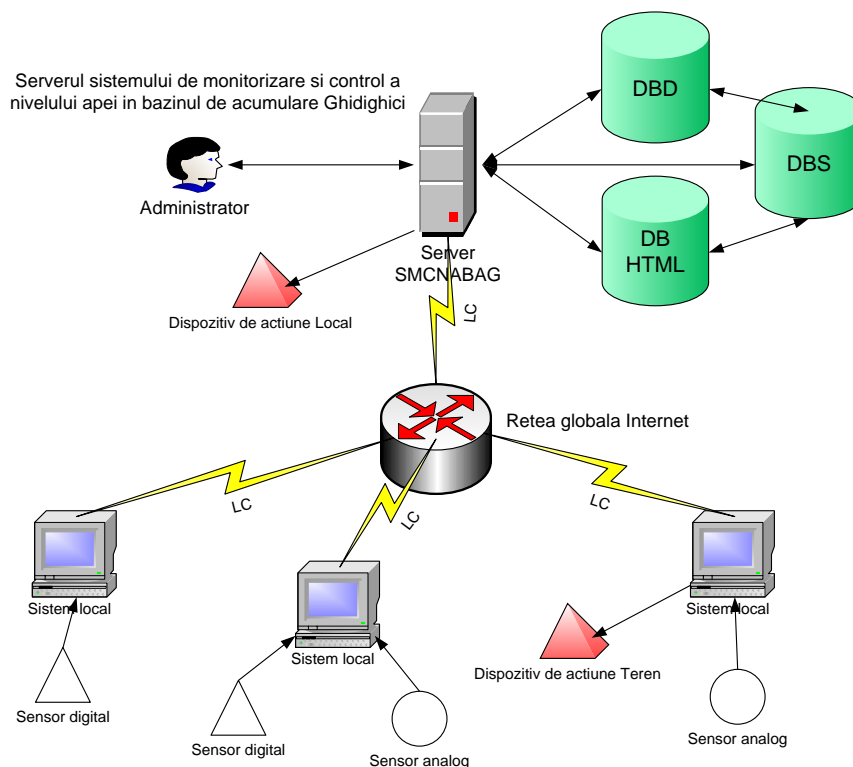 Serverul sistemului de monitorizare si control a
nivelului apei in bazinul de acumulare Ghidighici
DBD
DBS
DB
HTML
Administrator
Server
SMCNABAG
Dispozitiv de actiune Local
LC
Retea globala Internet
LC
LC
LC
Sistem local
Sistem local
Sistem local
Dispozitiv de actiune Teren
Sensor digital
Sensor digital
Sensor analog
Sensor analog